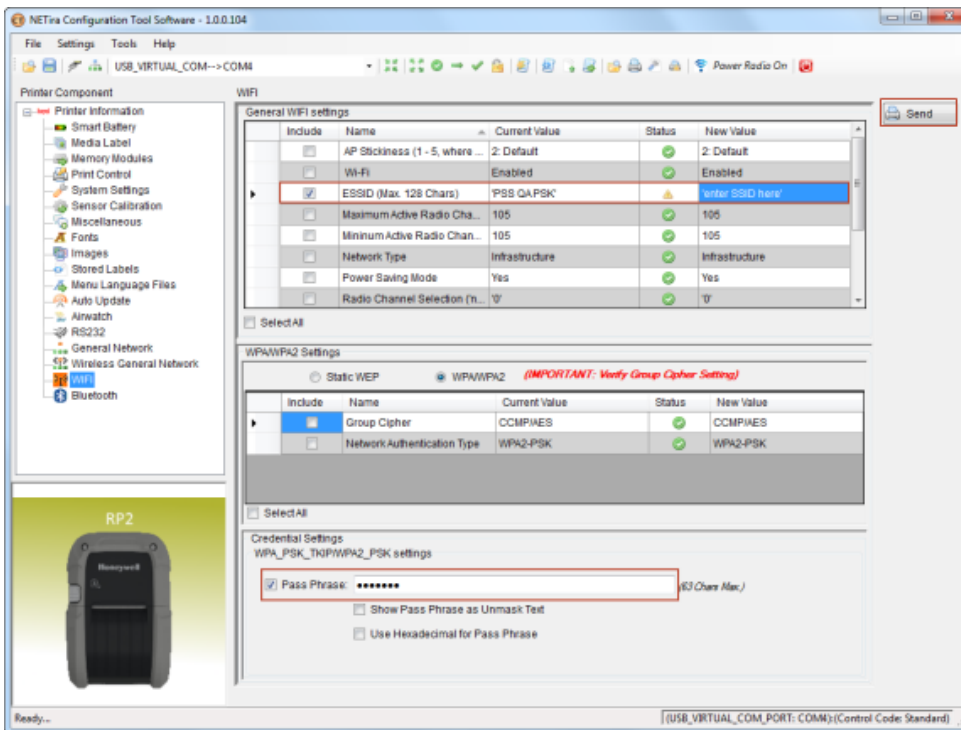 NETira Configuration Tool Software - 1.0.0.104
File Settings Tools Help
USB_VIRTUAL_COM-->COM4
Power Radio On
Printer Component
Printer Information
Smart Battery
Media Label
Memory Modules
Print Control
System Settings
Sensor Calibration
Miscellaneous
Fonts
Images
Stored Labels
Menu Language Files
Auto Update
Airwatch
RS232
General Network
Wireless General Network
WIFI
Bluetooth
RP2
Honeywell
WIFI
General WIFI settings
Include Name Current Value Status New Value
AP Stickiness (1 - 5, where ... 2: Default 2: Default
Wi-Fi Enabled Enabled
ESSID (Max. 128 Chars) 'PSS QAPSK' 'enter SSID here'
Maximum Active Radio Cha... 105 105
Mininum Active Radio Chan... 105 105
Network Type Infrastructure Infrastructure
Power Saving Mode Yes Yes
Radio Channel Selection ('n... '0' '0'
Select All
Send
WPA/WPA2 Settings
Static WEP WPA/WPA2 (IMPORTANT: Verify Group Cipher Setting)
Include Name Current Value Status New Value
Group Cipher CCMP/AES CCMP/AES
Network Authentication Type WPA2-PSK WPA2-PSK
Select All
Credential Settings
WPA_PSK_TKIP/WPA2_PSK settings
Pass Phrase: ••••••• (63 Chars Max.)
Show Pass Phrase as Unmask Text
Use Hexadecimal for Pass Phrase
Ready... (USB_VIRTUAL_COM_PORT: COM4):(Control Code: Standard)